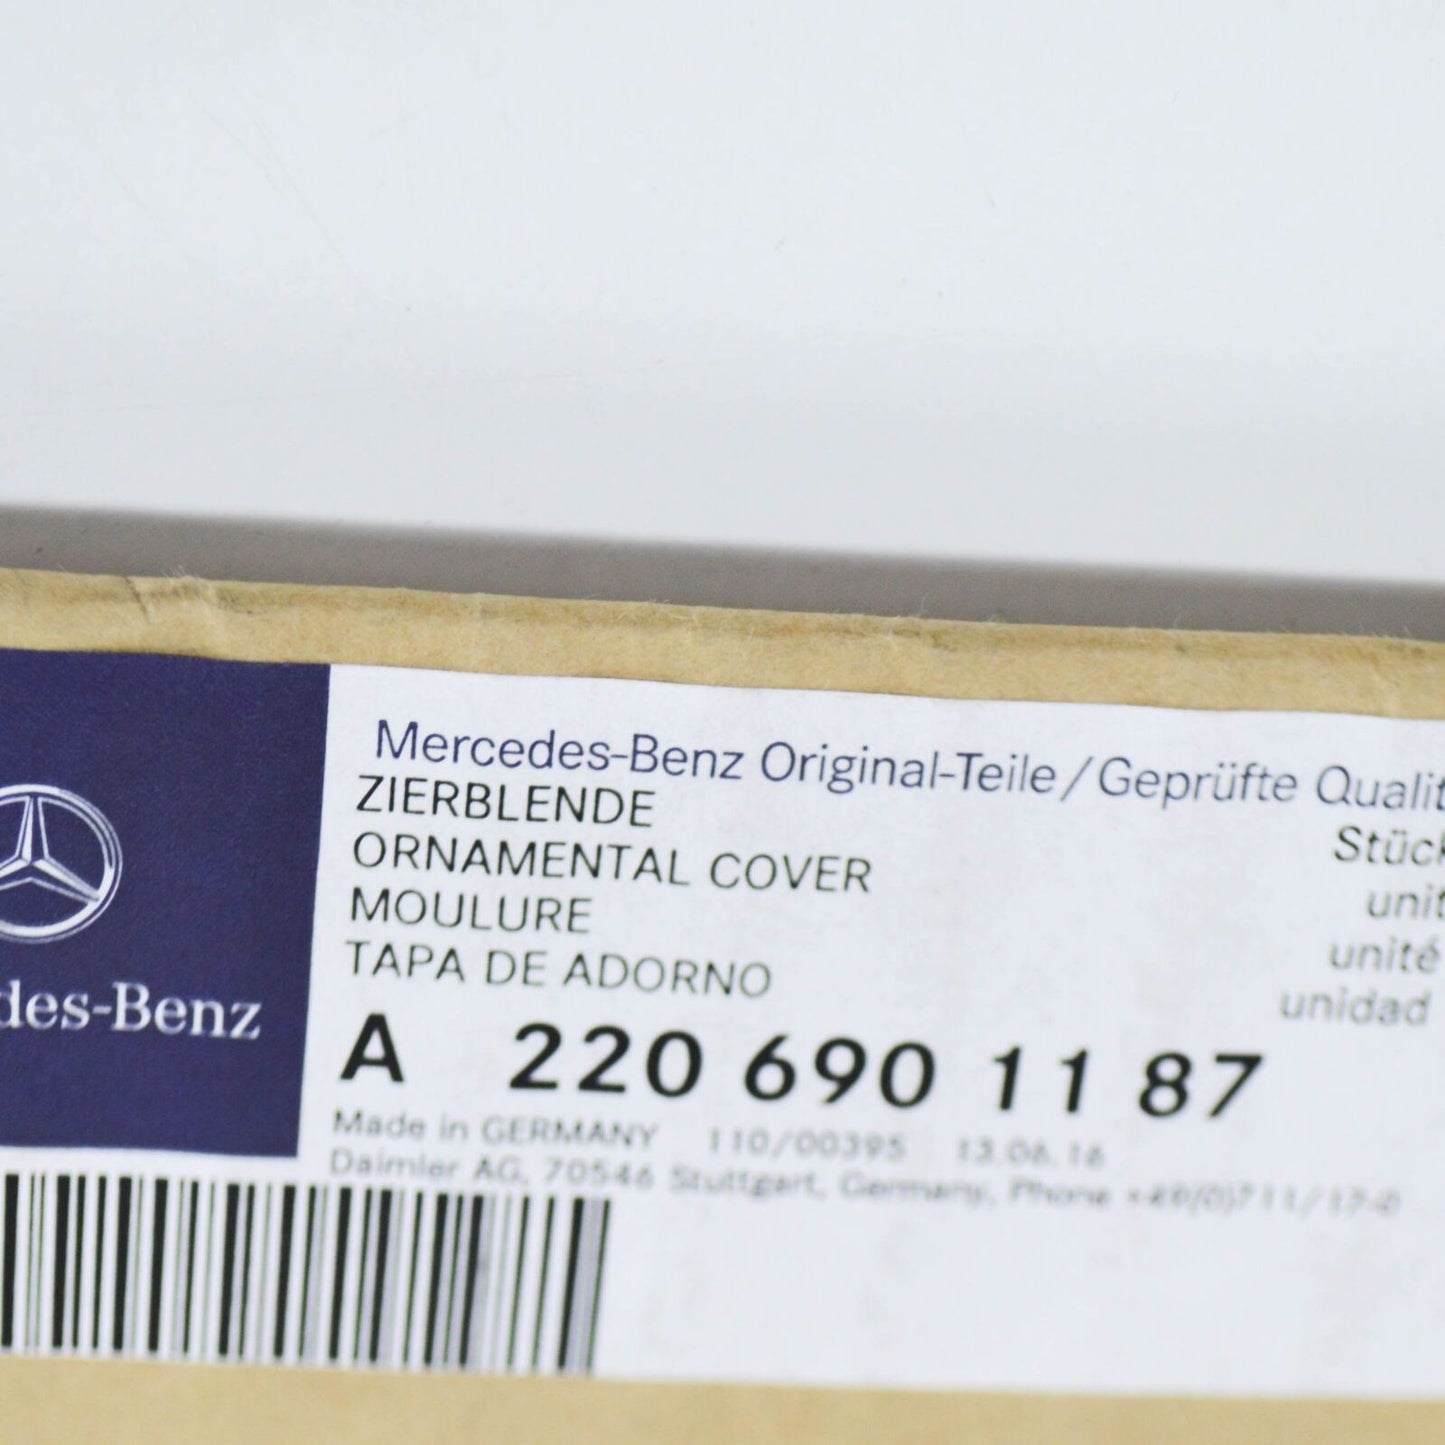 Mercedes-Benz Original-Teile/Geprüfte Qualit
ZIERBLENDE
ORNAMENTAL COVER
MOULURE
TAPA DE ADORNO
Stück
unit
unité
unidad
des-Benz
A 220 690 11 87
Made in GERMANY 110/00395 13.06.16
Daimler AG, 70546 Stuttgart, Germany, Phone +49(0)711/17-0